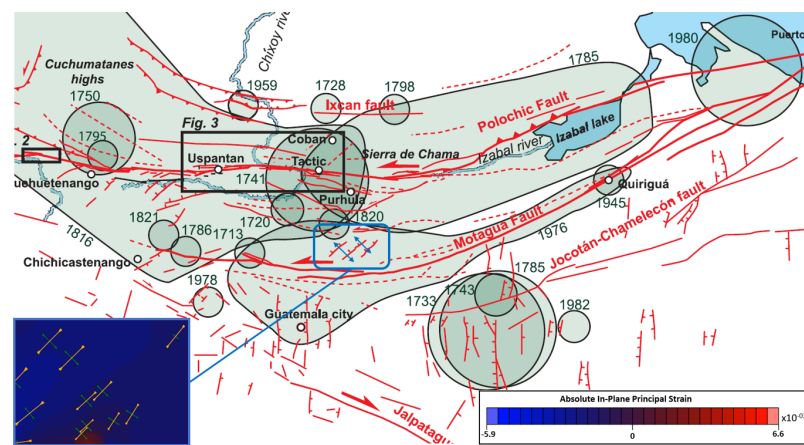 Chíxoy river
1980
Puerto
Cuchumatanes
highs
1750
1959
1728
1798
1785
Ixcan fault
Polochic Fault
Izabal lake
Fig. 3
1795
2
Coban
Sierra de Chama
Izabal river
Uspantan
Tactic
uehuetenango
1741
Purhula
Quiriguá
1945
1821
1720
1820
Motagua Fault
1816
1786
1713
1976
Jocotán-Chamelecón fault
Chichicastenango
1978
1785
1743
1733
1982
Guatemala city
Jalpatagu
Absolute In-Plane Principal Strain
x10⁻⁰
-5.9
0
6.6